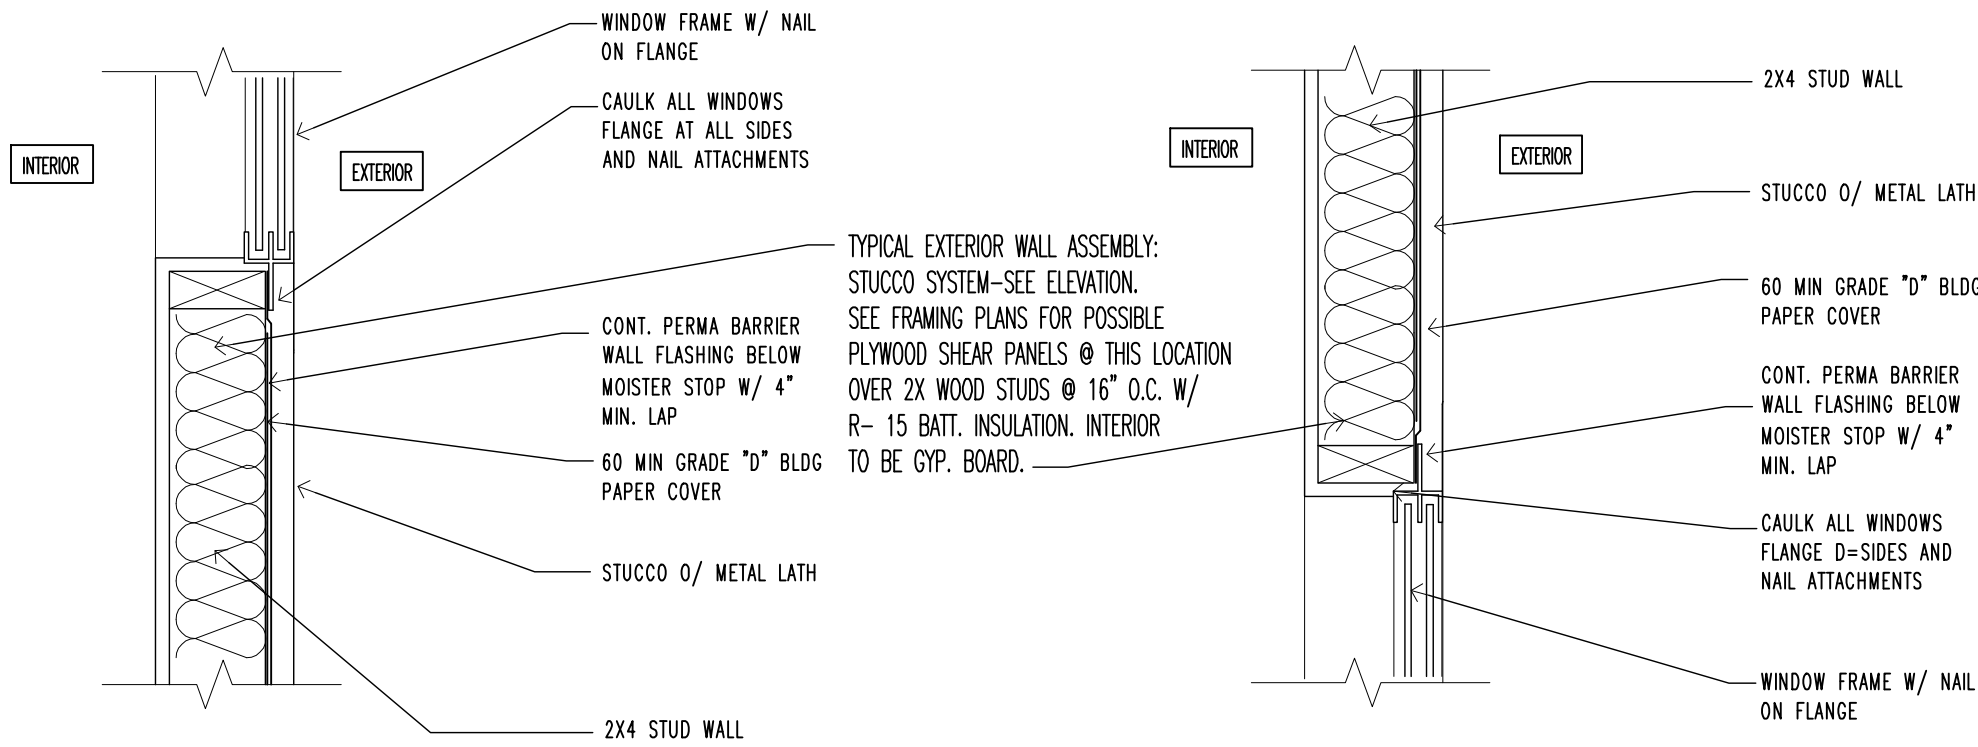 WINDOW FRAME W/ NAIL
ON FLANGE
CAULK ALL WINDOWS
FLANGE AT ALL SIDES
AND NAIL ATTACHMENTS
INTERIOR
EXTERIOR
CONT. PERMA BARRIER
WALL FLASHING BELOW
MOISTER STOP W/ 4"
MIN. LAP
60 MIN GRADE "D" BLDG
PAPER COVER
STUCCO O/ METAL LATH
2X4 STUD WALL
TYPICAL EXTERIOR WALL ASSEMBLY:
STUCCO SYSTEM-SEE ELEVATION.
SEE FRAMING PLANS FOR POSSIBLE
PLYWOOD SHEAR PANELS @ THIS LOCATION
OVER 2X WOOD STUDS @ 16" O.C. W/
R- 15 BATT. INSULATION. INTERIOR
TO BE GYP. BOARD.
INTERIOR
EXTERIOR
2X4 STUD WALL
STUCCO O/ METAL LATH
60 MIN GRADE "D" BLDG
PAPER COVER
CONT. PERMA BARRIER
WALL FLASHING BELOW
MOISTER STOP W/ 4"
MIN. LAP
CAULK ALL WINDOWS
FLANGE D=SIDES AND
NAIL ATTACHMENTS
WINDOW FRAME W/ NAIL
ON FLANGE